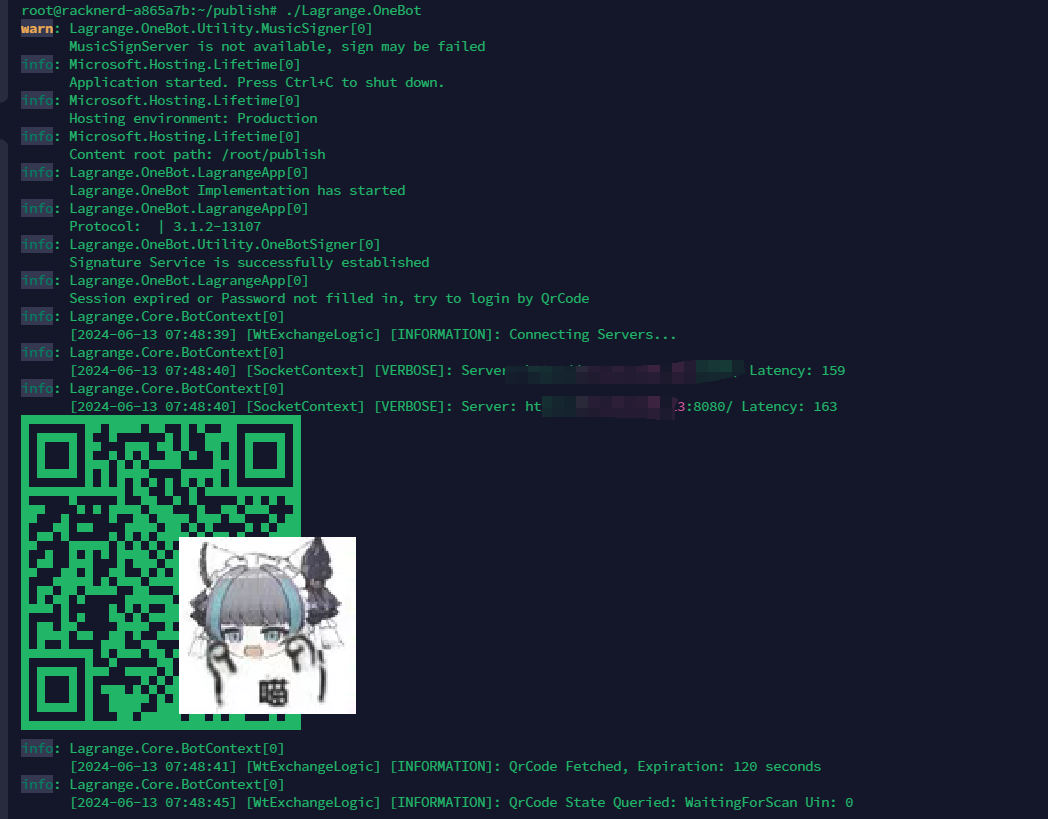 root@racknerd-a865a7b:~/publish# ./Lagrange.OneBot
warn: Lagrange.OneBot.Utility.MusicSigner[0]
MusicSignServer is not available, sign may be failed
info: Microsoft.Hosting.Lifetime[0]
Application started. Press Ctrl+C to shut down.
info: Microsoft.Hosting.Lifetime[0]
Hosting environment: Production
info: Microsoft.Hosting.Lifetime[0]
Content root path: /root/publish
info: Lagrange.OneBot.LagrangeApp[0]
Lagrange.OneBot Implementation has started
info: Lagrange.OneBot.LagrangeApp[0]
Protocol:  | 3.1.2-13107
info: Lagrange.OneBot.Utility.OneBotSigner[0]
Signature Service is successfully established
info: Lagrange.OneBot.LagrangeApp[0]
Session expired or Password not filled in, try to login by QrCode
info: Lagrange.Core.BotContext[0]
[2024-06-13 07:48:39] [WtExchangeLogic] [INFORMATION]: Connecting Servers...
info: Lagrange.Core.BotContext[0]
[2024-06-13 07:48:40] [SocketContext] [VERBOSE]: Server Latency: 159
info: Lagrange.Core.BotContext[0]
[2024-06-13 07:48:40] [SocketContext] [VERBOSE]: Server: ht 3:8080/ Latency: 163
喵
info: Lagrange.Core.BotContext[0]
[2024-06-13 07:48:41] [WtExchangeLogic] [INFORMATION]: QrCode Fetched, Expiration: 120 seconds
info: Lagrange.Core.BotContext[0]
[2024-06-13 07:48:45] [WtExchangeLogic] [INFORMATION]: QrCode State Queried: WaitingForScan Uin: 0